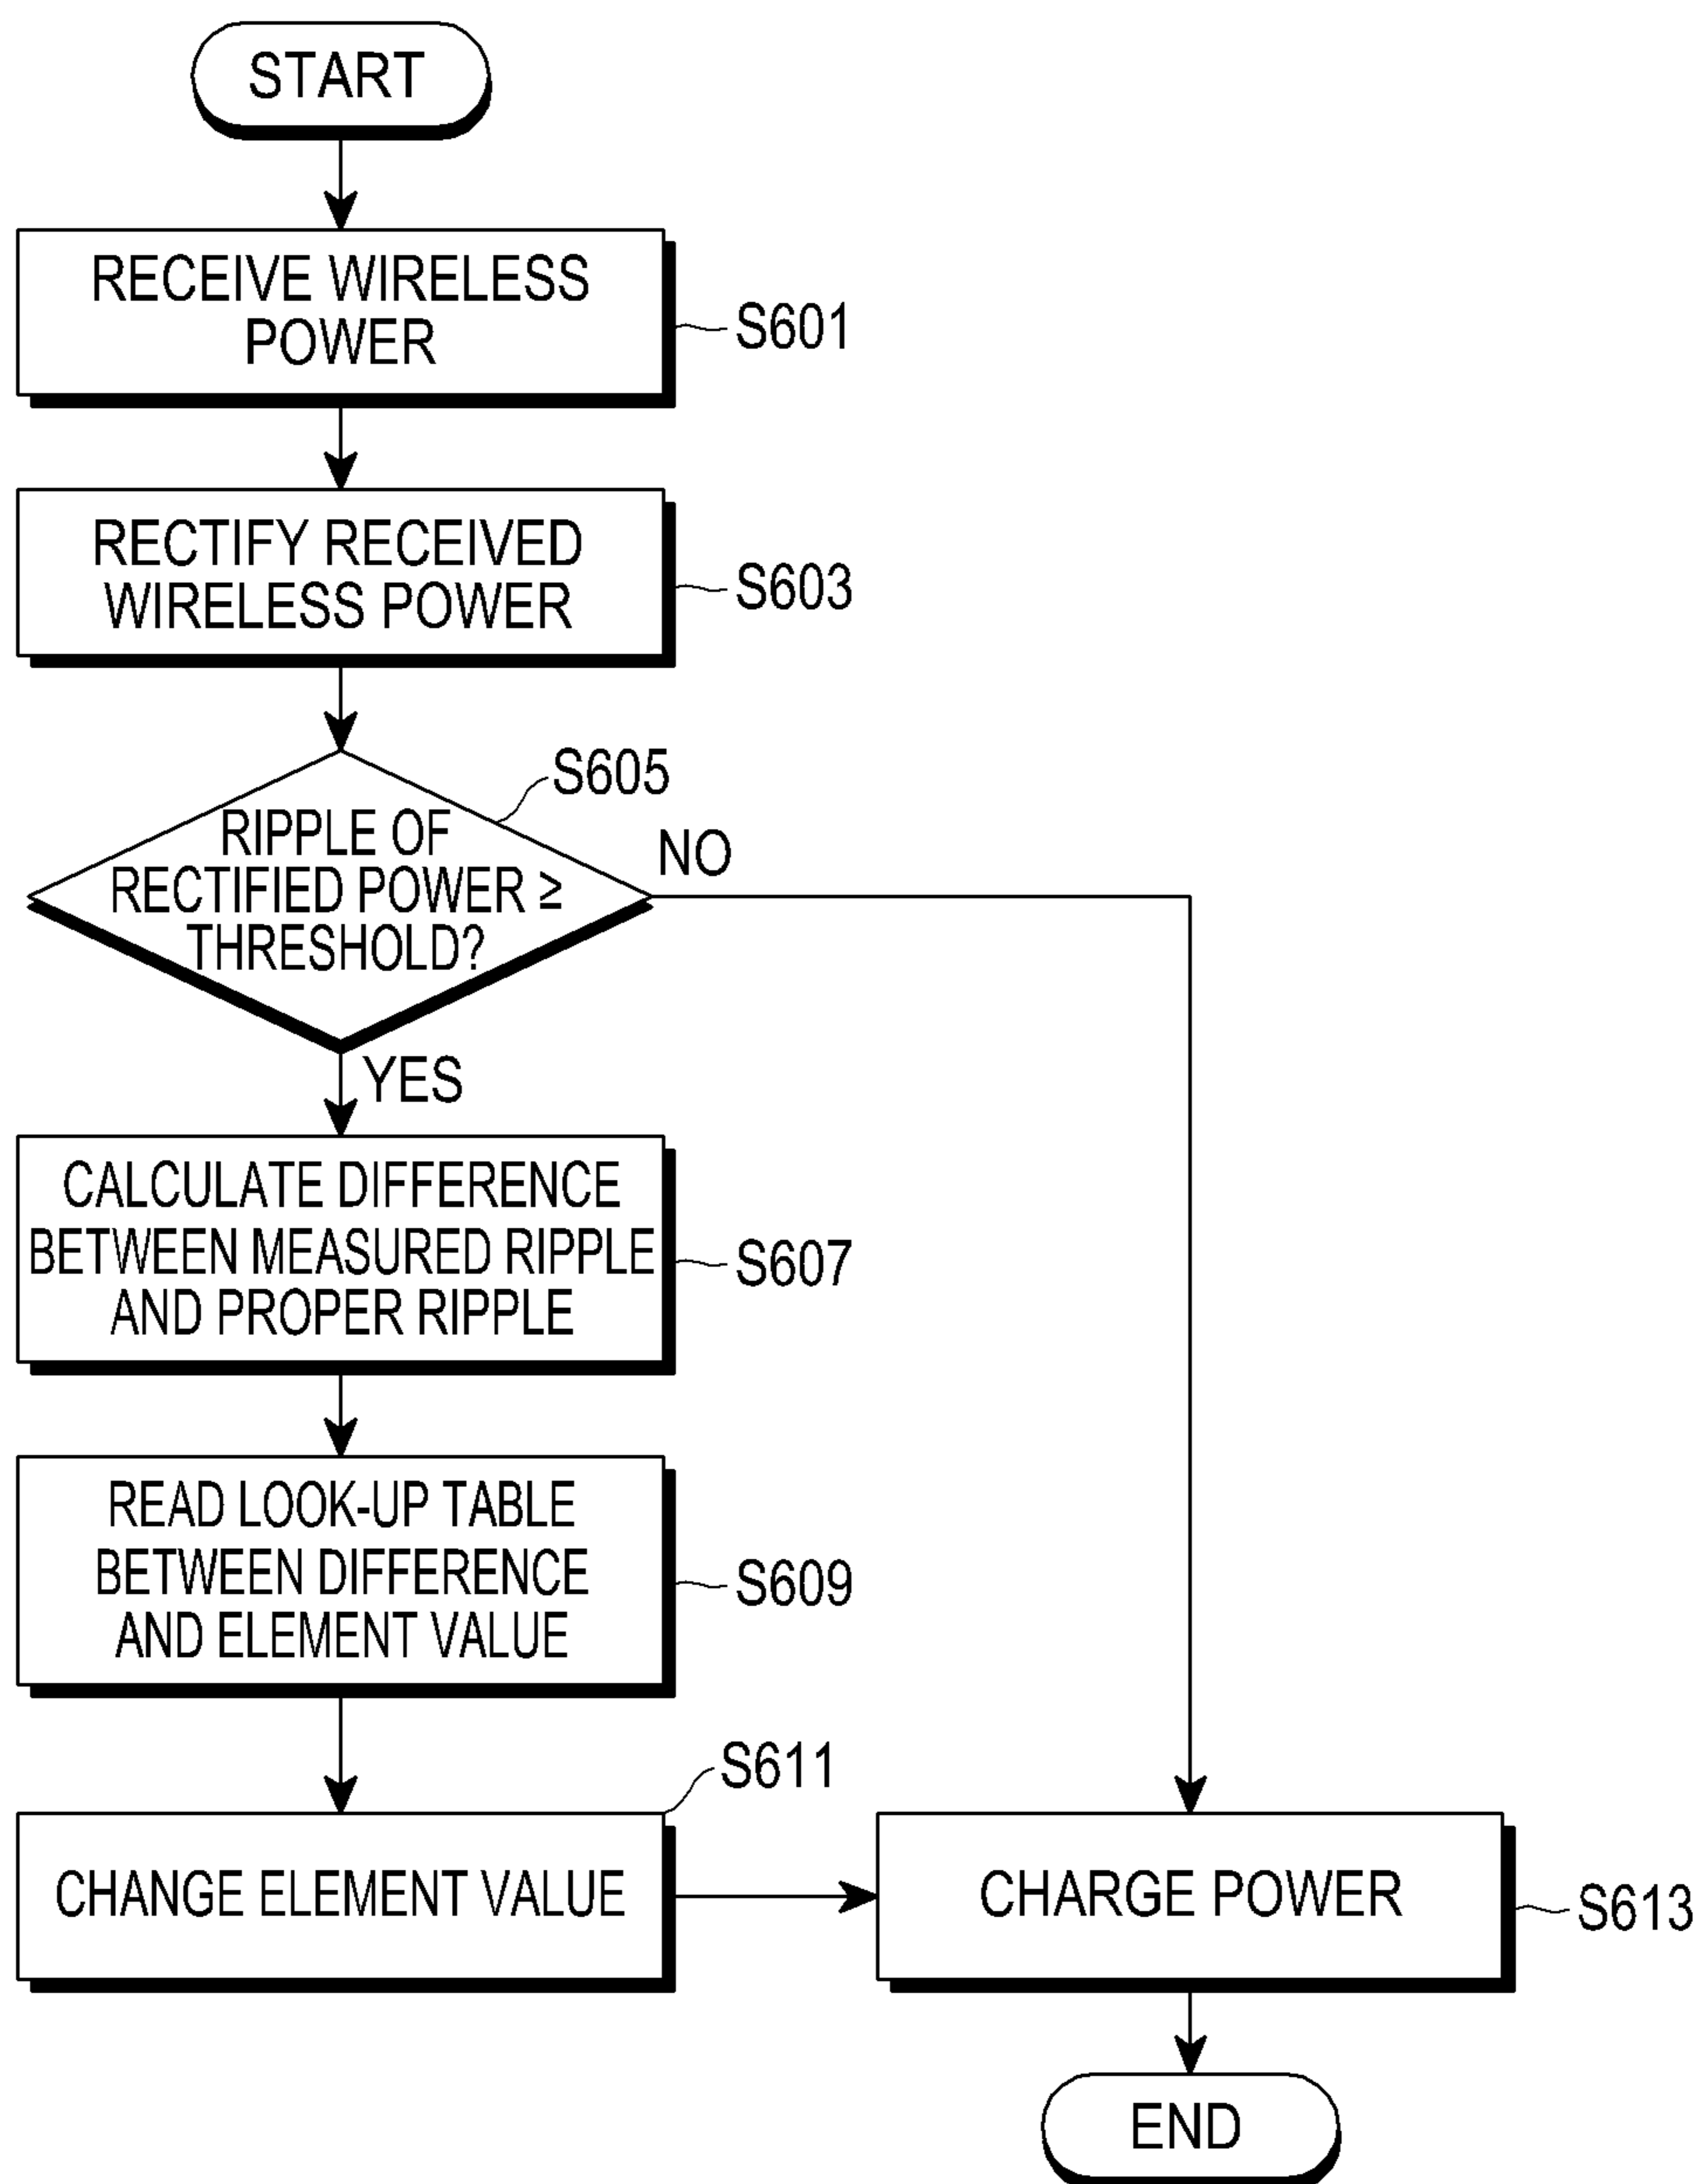 START
RECEIVE WIRELESS
POWER
S601
RECTIFY RECEIVED
WIRELESS POWER
S603
S605
RIPPLE OF
RECTIFIED POWER ≥
THRESHOLD?
NO
YES
CALCULATE DIFFERENCE
BETWEEN MEASURED RIPPLE
AND PROPER RIPPLE
S607
READ LOOK-UP TABLE
BETWEEN DIFFERENCE
AND ELEMENT VALUE
S609
S611
CHANGE ELEMENT VALUE
CHARGE POWER
S613
END